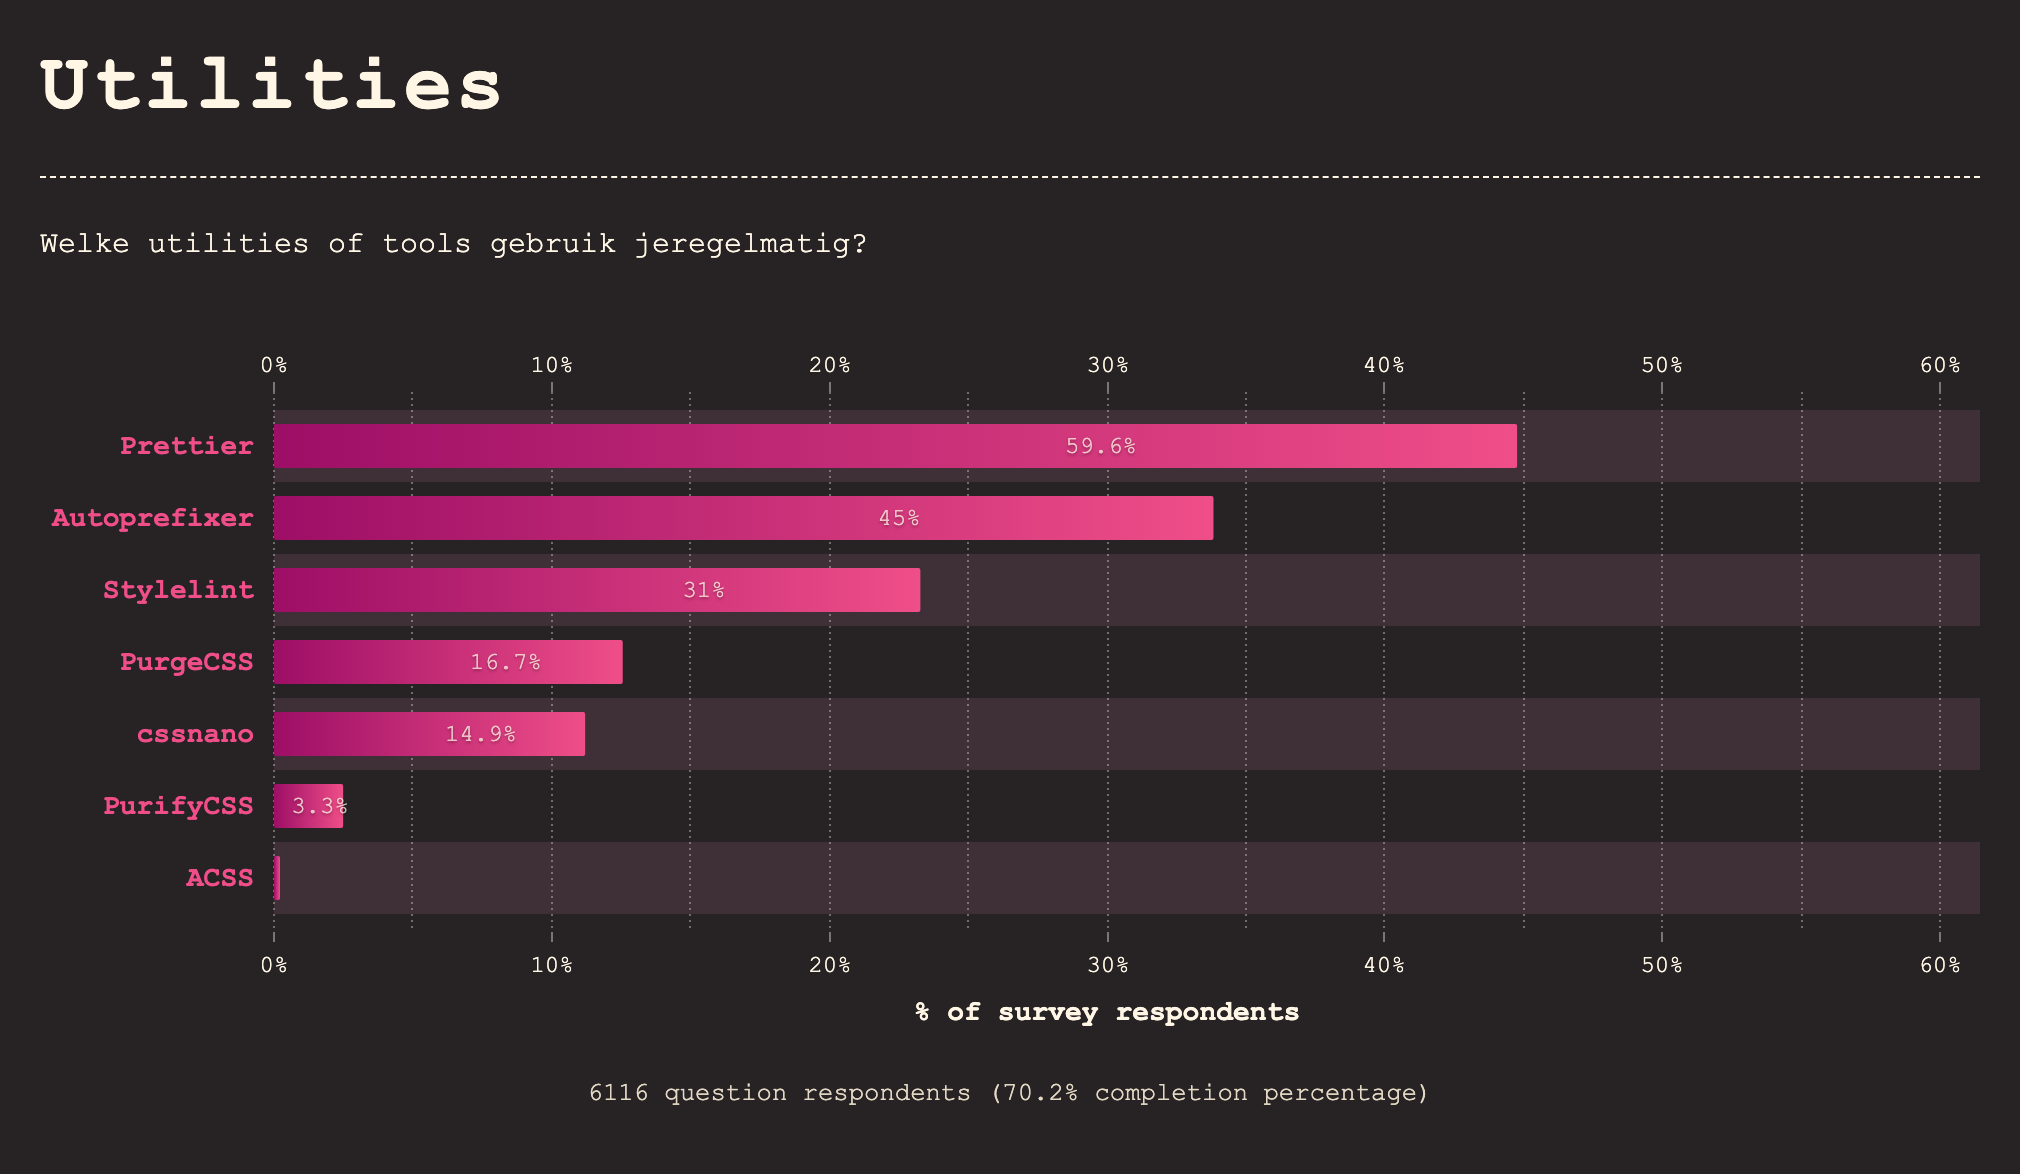 Utilities
Welke utilities of tools gebruik jeregelmatig?
0% 10% 20% 30% 40% 50% 60%
Prettier 59.6%
Autoprefixer 45%
Stylelint 31%
PurgeCSS 16.7%
cssnano 14.9%
PurifyCSS 3.3%
ACSS
0% 10% 20% 30% 40% 50% 60%
% of survey respondents
6116 question respondents (70.2% completion percentage)